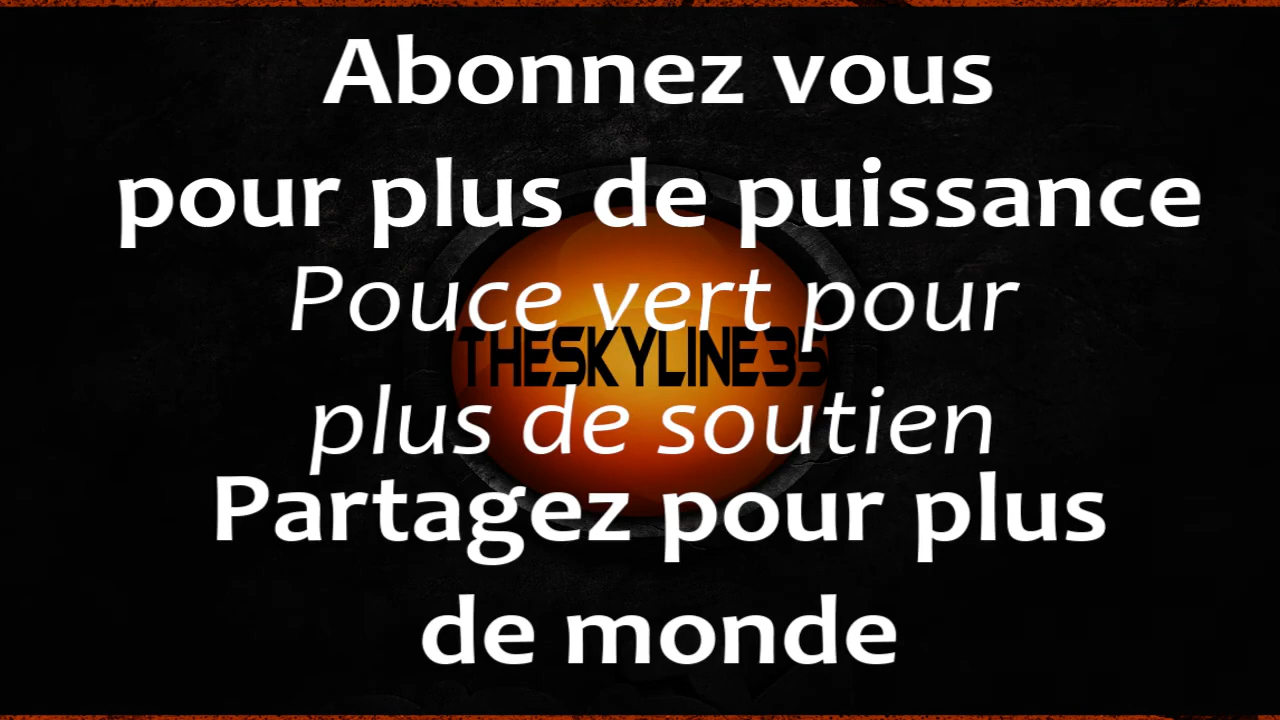 Abonnez vous
pour plus de puissance
Pouce vert pour
THESKYLINE35
plus de soutien
Partagez pour plus
de monde